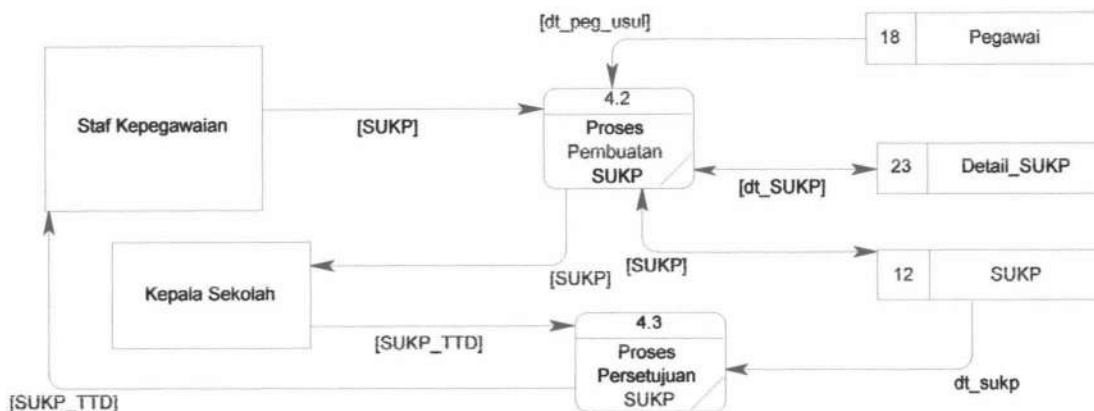 [dt_peg_usul]
18 Pegawai
4.2
Staf Kepegawaian
[SUKP]
Proses
Pembuatan
SUKP
23 Detail_SUKP
[dt_SUKP]
[SUKP]
[SUKP]
12 SUKP
Kepala Sekolah
4.3
[SUKP_TTD]
Proses
Persetujuan
SUKP
dt_sukp
[SUKP_TTD]